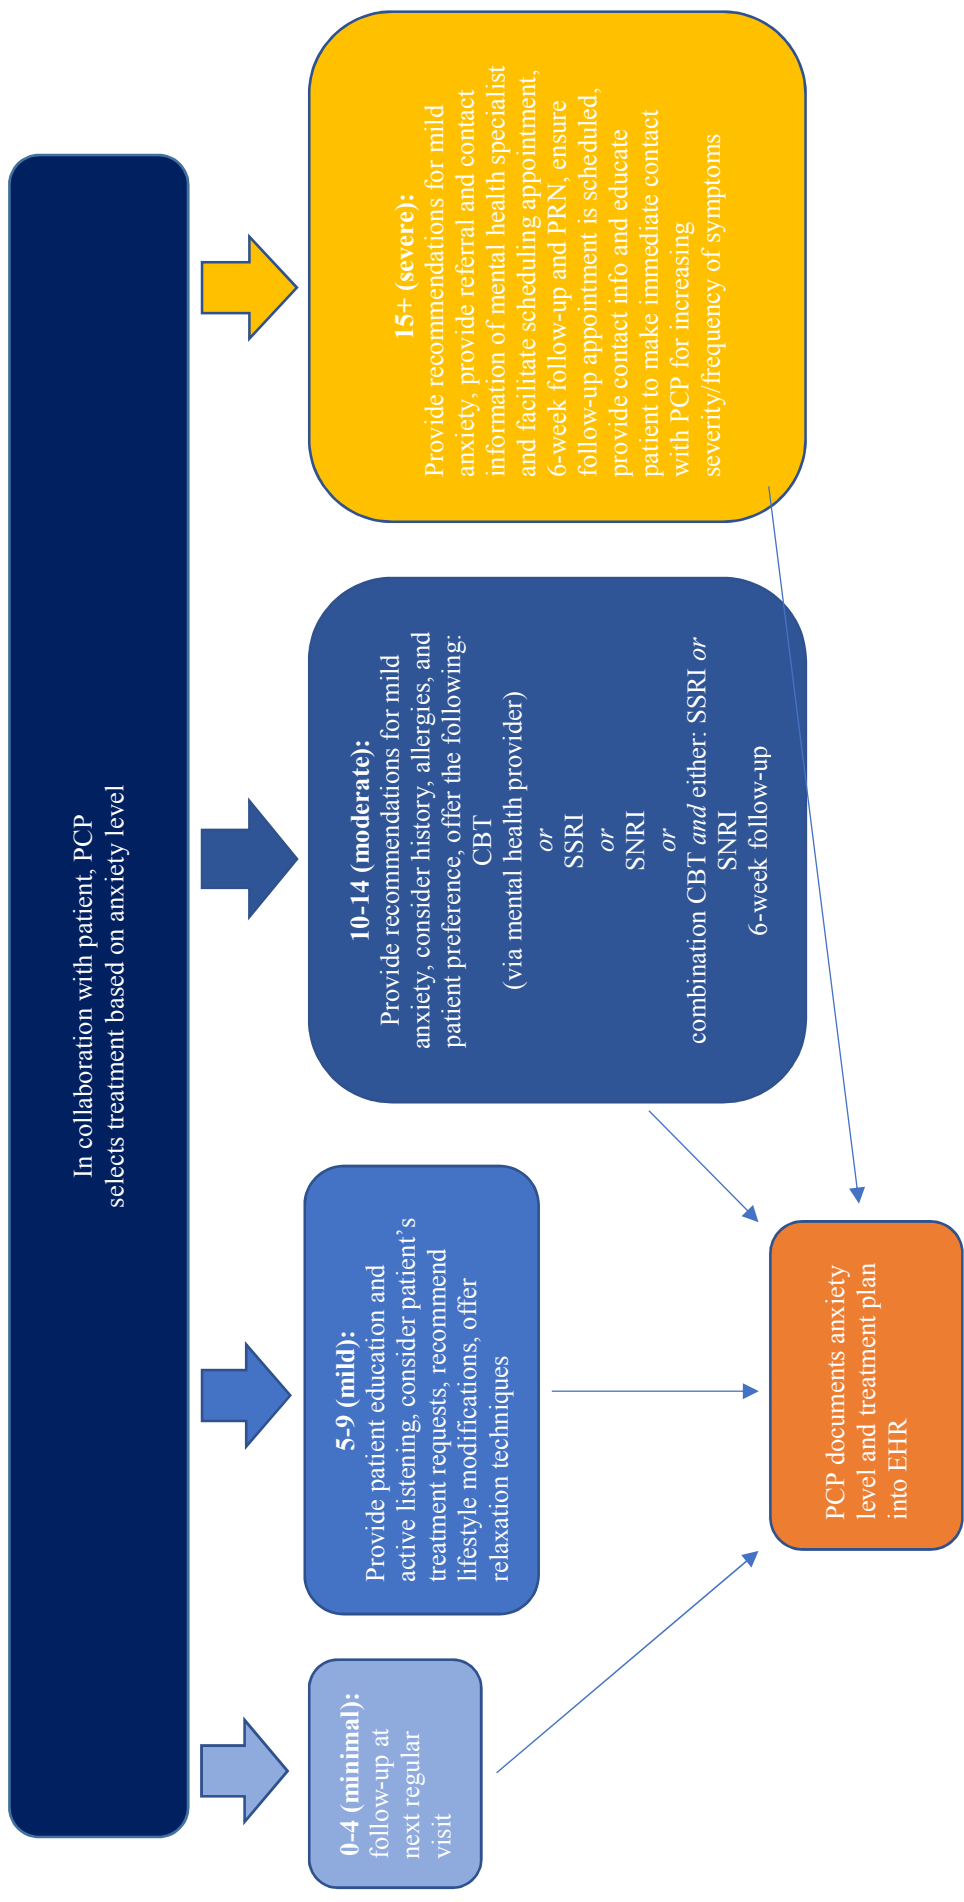 In collaboration with patient, PCP
selects treatment based on anxiety level
0-4 (minimal):
follow-up at
next regular
visit
5-9 (mild):
Provide patient education and
active listening, consider patient’s
treatment requests, recommend
lifestyle modifications, offer
relaxation techniques
10-14 (moderate):
Provide recommendations for mild
anxiety, consider history, allergies, and
patient preference, offer the following:
CBT
(via mental health provider)
or
SSRI
or
SNRI
or
combination CBT and either: SSRI or
SNRI
6-week follow-up
15+ (severe):
Provide recommendations for mild
anxiety, provide referral and contact
information of mental health specialist
and facilitate scheduling appointment,
6-week follow-up and PRN, ensure
follow-up appointment is scheduled,
provide contact info and educate
patient to make immediate contact
with PCP for increasing
severity/frequency of symptoms
PCP documents anxiety
level and treatment plan
into EHR